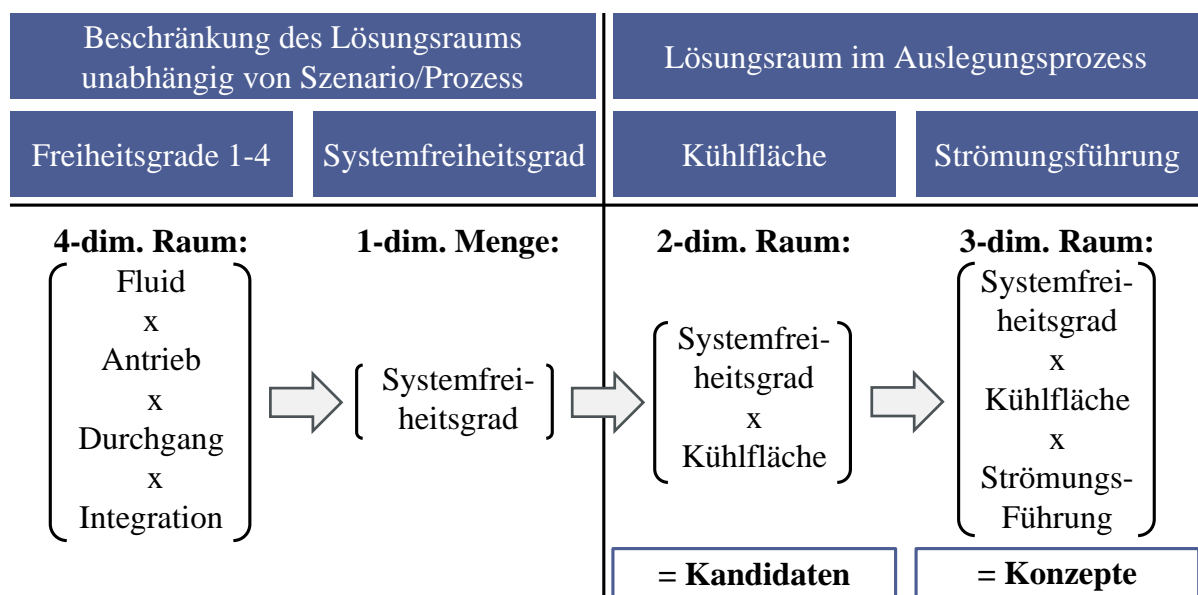 Beschränkung des Lösungsraums
unabhängig von Szenario/Prozess
Lösungsraum im Auslegungsprozess
Freiheitsgrade 1-4
Systemfreiheitsgrad
Kühlfläche
Strömungsführung
4-dim. Raum:
Fluid
x
Antrieb
x
Durchgang
x
Integration
1-dim. Menge:
Systemfrei-
heitsgrad
2-dim. Raum:
Systemfrei-
heitsgrad
x
Kühlfläche
= Kandidaten
3-dim. Raum:
Systemfrei-
heitsgrad
x
Kühlfläche
x
Strömungs-
Führung
= Konzepte